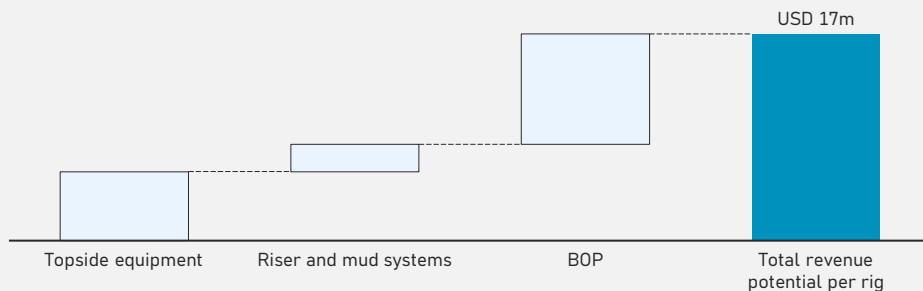 USD 17m
Topside equipment
Riser and mud systems
BOP
Total revenue
potential per rig